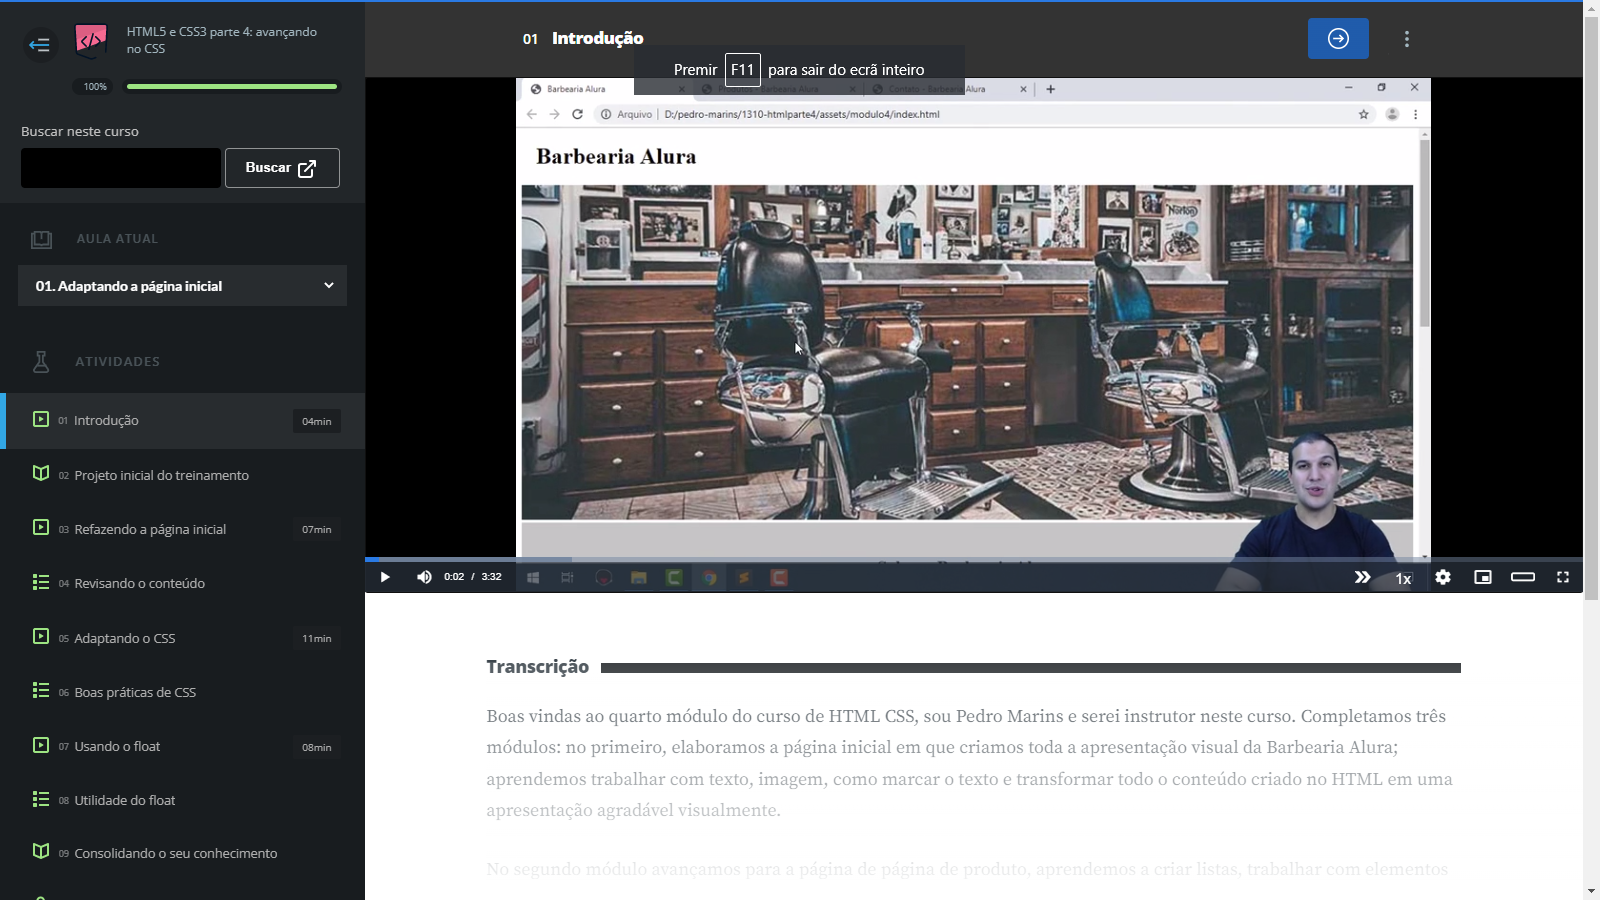 HTML5 e CSS3 parte 4: avançando
no CSS
100%
Buscar neste curso
Buscar
AULA ATUAL
01. Adaptando a página inicial
ATIVIDADES
01 Introdução 04min
02 Projeto inicial do treinamento
03 Refazendo a página inicial 07min
04 Revisando o conteúdo
05 Adaptando o CSS 11min
06 Boas práticas de CSS
07 Usando o float 08min
08 Utilidade do float
09 Consolidando o seu conhecimento
01 Introdução
Premir F11 para sair do ecrã inteiro
Barbearia Alura
Contato - Barbearia Alura
Arquivo | D:/pedro-marins/1310-htmlparte4/assets/modulo4/index.html
Barbearia Alura
Norton
0:02 / 3:32
1x
Transcrição
Boas vindas ao quarto módulo do curso de HTML CSS, sou Pedro Marins e serei instrutor neste curso. Completamos três
módulos: no primeiro, elaboramos a página inicial em que criamos toda a apresentação visual da Barbearia Alura;
aprendemos trabalhar com texto, imagem, como marcar o texto e transformar todo o conteúdo criado no HTML em uma
apresentação agradável visualmente.
No segundo módulo avançamos para a página de página de produto, aprendemos a criar listas, trabalhar com elementos